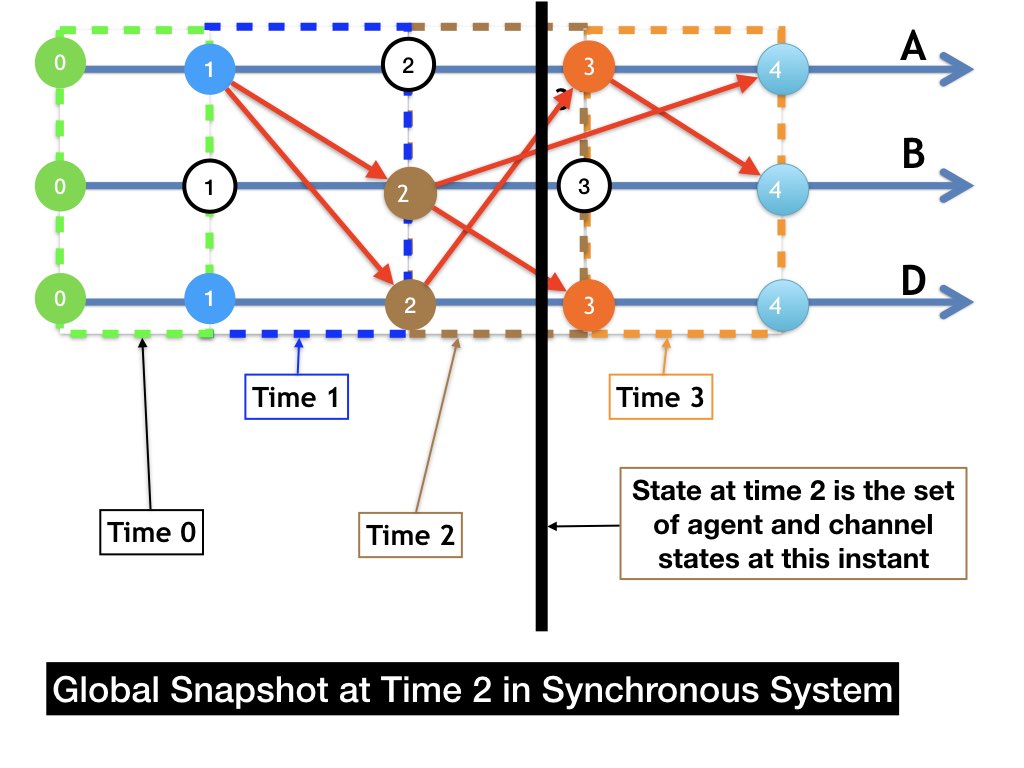 0
1
2
3
4
A
0
1
2
3
4
B
0
1
2
3
4
D
Time 1
Time 3
State at time 2 is the set
of agent and channel
states at this instant
Time 0
Time 2
Global Snapshot at Time 2 in Synchronous System